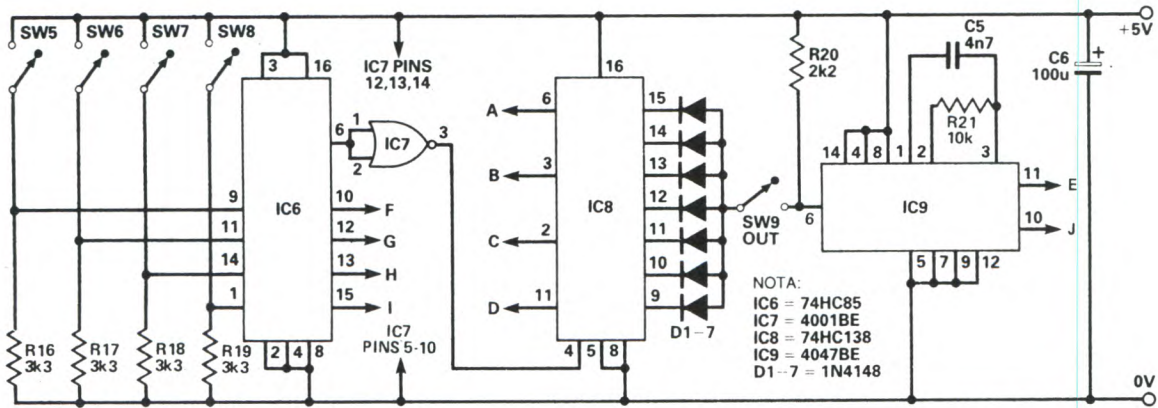 SW5
SW6
SW7
SW8
3
16
IC7 PINS
12,13,14
6
1
2
IC7
3
IC6
9
11
14
1
10
F
12
G
13
H
15
I
2
4
8
R16
3k3
R17
3k3
R18
3k3
R19
3k3
IC7
PINS 5-10
16
A
6
B
3
C
2
D
11
IC8
15
14
13
12
11
10
9
D1-7
4
5
8
SW9
OUT
R20
2k2
6
14
4
8
1
2
3
C5
4n7
R21
10k
IC9
11
E
10
J
5
7
9
12
C6
100u
+
+5V
0V
NOTA:
IC6 = 74HC85
IC7 = 4001BE
IC8 = 74HC138
IC9 = 4047BE
D1-7 = 1N4148